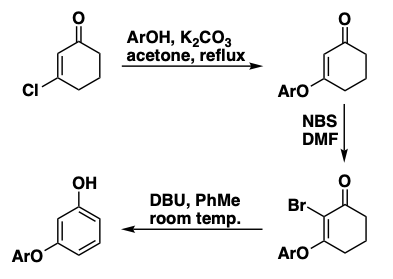 O
Cl
ArOH, K₂CO₃
acetone, reflux
O
ArO
NBS
DMF
O
Br
ArO
DBU, PhMe
room temp.
OH
ArO